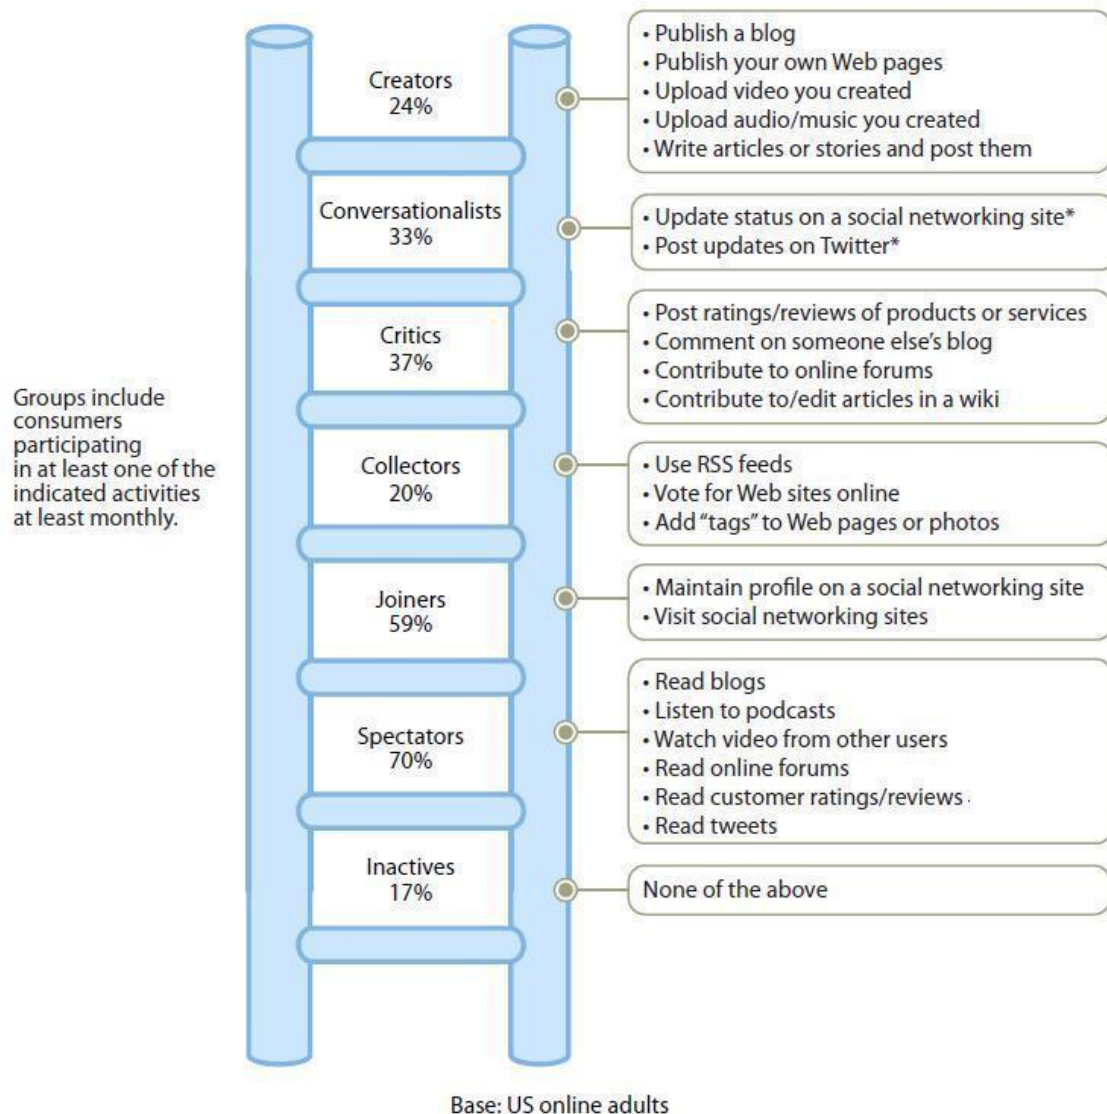 Creators
24%
• Publish a blog
• Publish your own Web pages
• Upload video you created
• Upload audio/music you created
• Write articles or stories and post them
Conversationalists
33%
• Update status on a social networking site*
• Post updates on Twitter*
Critics
37%
• Post ratings/reviews of products or services
• Comment on someone else's blog
• Contribute to online forums
• Contribute to/edit articles in a wiki
Groups include
consumers
participating
in at least one of the
indicated activities
at least monthly.
Collectors
20%
• Use RSS feeds
• Vote for Web sites online
• Add “tags” to Web pages or photos
Joiners
59%
• Maintain profile on a social networking site
• Visit social networking sites
Spectators
70%
• Read blogs
• Listen to podcasts
• Watch video from other users
• Read online forums
• Read customer ratings/reviews
• Read tweets
Inactives
17%
None of the above
Base: US online adults